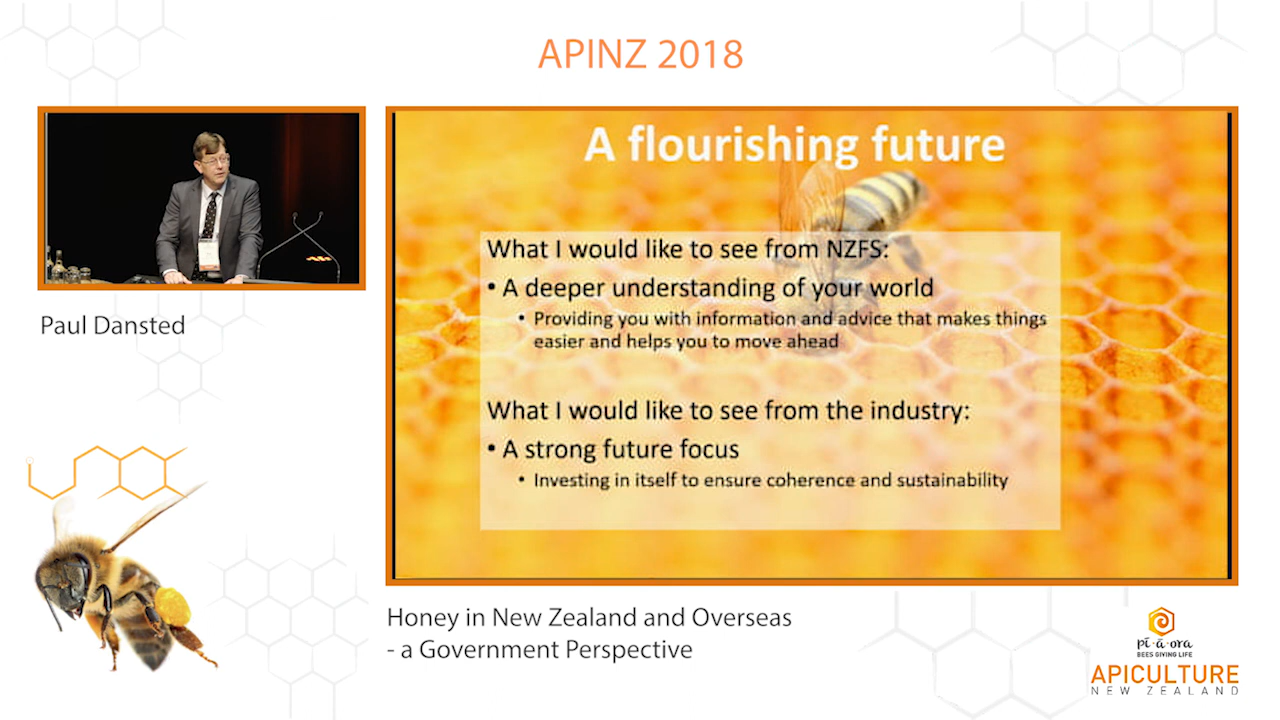 APINZ 2018
Paul Dansted
A flourishing future
What I would like to see from NZFS:
• A deeper understanding of your world
• Providing you with information and advice that makes things
easier and helps you to move ahead
What I would like to see from the industry:
• A strong future focus
• Investing in itself to ensure coherence and sustainability
Honey in New Zealand and Overseas
- a Government Perspective
pī-ā-ora
BEES GIVING LIFE
APICULTURE
NEW ZEALAND